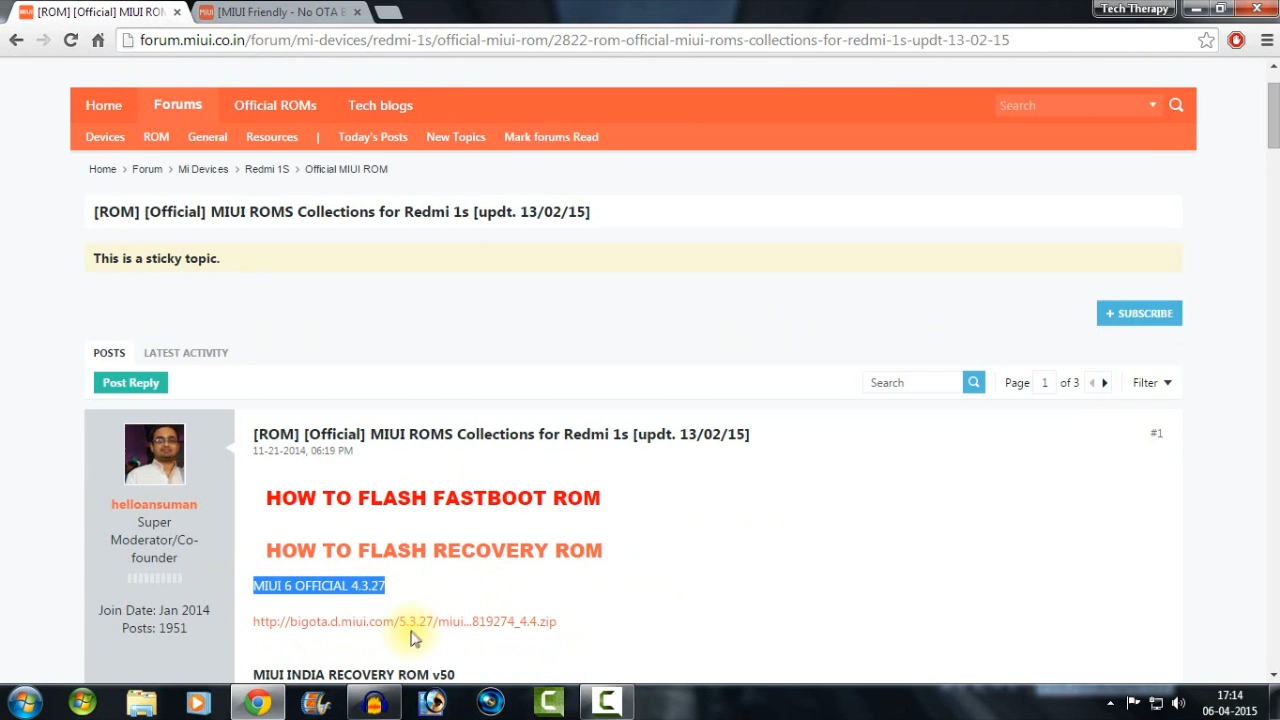 [ROM] [Official] MIUI ROM
[MIUI Friendly - No OTA E
Tech Therapy
forum.miui.co.in/forum/mi-devices/redmi-1s/official-miui-rom/2822-rom-official-miui-roms-collections-for-redmi-1s-updt-13-02-15
Home Forums Official ROMs Tech blogs Search
Devices ROM General Resources | Today's Posts New Topics Mark forums Read
Home > Forum > Mi Devices > Redmi 1S > Official MIUI ROM
[ROM] [Official] MIUI ROMS Collections for Redmi 1s [updt. 13/02/15]
This is a sticky topic.
+ SUBSCRIBE
POSTS LATEST ACTIVITY
Post Reply Search Page 1 of 3 Filter
[ROM] [Official] MIUI ROMS Collections for Redmi 1s [updt. 13/02/15] #1
11-21-2014, 06:19 PM
helloansuman
Super
Moderator/Co-
founder
Join Date: Jan 2014
Posts: 1951
HOW TO FLASH FASTBOOT ROM
HOW TO FLASH RECOVERY ROM
MIUI 6 OFFICIAL 4.3.27
http://bigota.d.miui.com/5.3.27/miui...819274_4.4.zip
MIUI INDIA RECOVERY ROM v50
17:14
06-04-2015